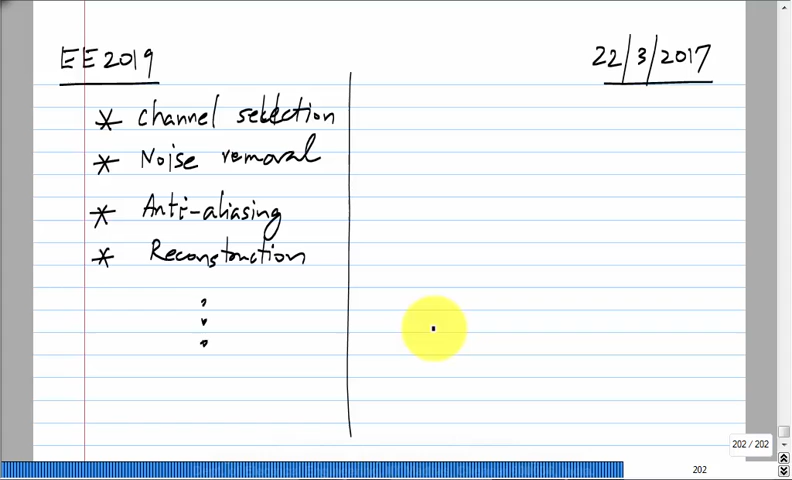 EE2019
22/3/2017
* Channel selection
* Noise removal
* Anti-aliasing
* Reconstruction
202 / 202
202